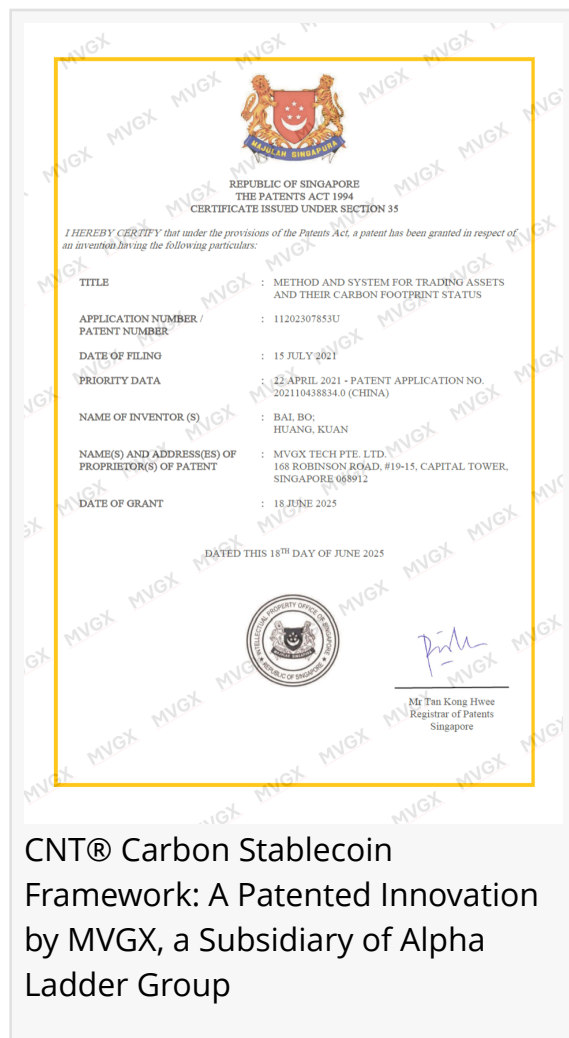 MAJULAH SINGAPURA
REPUBLIC OF SINGAPORE
THE PATENTS ACT 1994
CERTIFICATE ISSUED UNDER SECTION 35
I HEREBY CERTIFY that under the provisions of the Patents Act, a patent has been granted in respect of
an invention having the following particulars:
TITLE : METHOD AND SYSTEM FOR TRADING ASSETS
AND THEIR CARBON FOOTPRINT STATUS
APPLICATION NUMBER / : 11202307853U
PATENT NUMBER
DATE OF FILING : 15 JULY 2021
PRIORITY DATA : 22 APRIL 2021 - PATENT APPLICATION NO.
202110438834.0 (CHINA)
NAME OF INVENTOR (S) : BAI, BO;
HUANG, KUAN
NAME(S) AND ADDRESS(ES) OF : MVGX TECH PTE. LTD.
PROPRIETOR(S) OF PATENT 168 ROBINSON ROAD, #19-15, CAPITAL TOWER,
SINGAPORE 068912
DATE OF GRANT : 18 JUNE 2025
DATED THIS 18TH DAY OF JUNE 2025
INTELLECTUAL PROPERTY OFFICE OF SINGAPORE
REPUBLIC OF SINGAPORE
Mr Tan Kong Hwee
Registrar of Patents
Singapore
MVGX
CNT® Carbon Stablecoin
Framework: A Patented Innovation
by MVGX, a Subsidiary of Alpha
Ladder Group